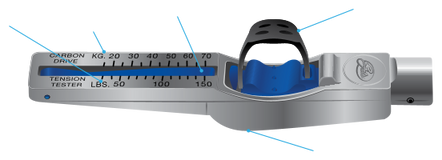 CARBON DRIVE
KG. 20 30 40 50 60 70
TENSION TESTER
LBS. 50 100 150